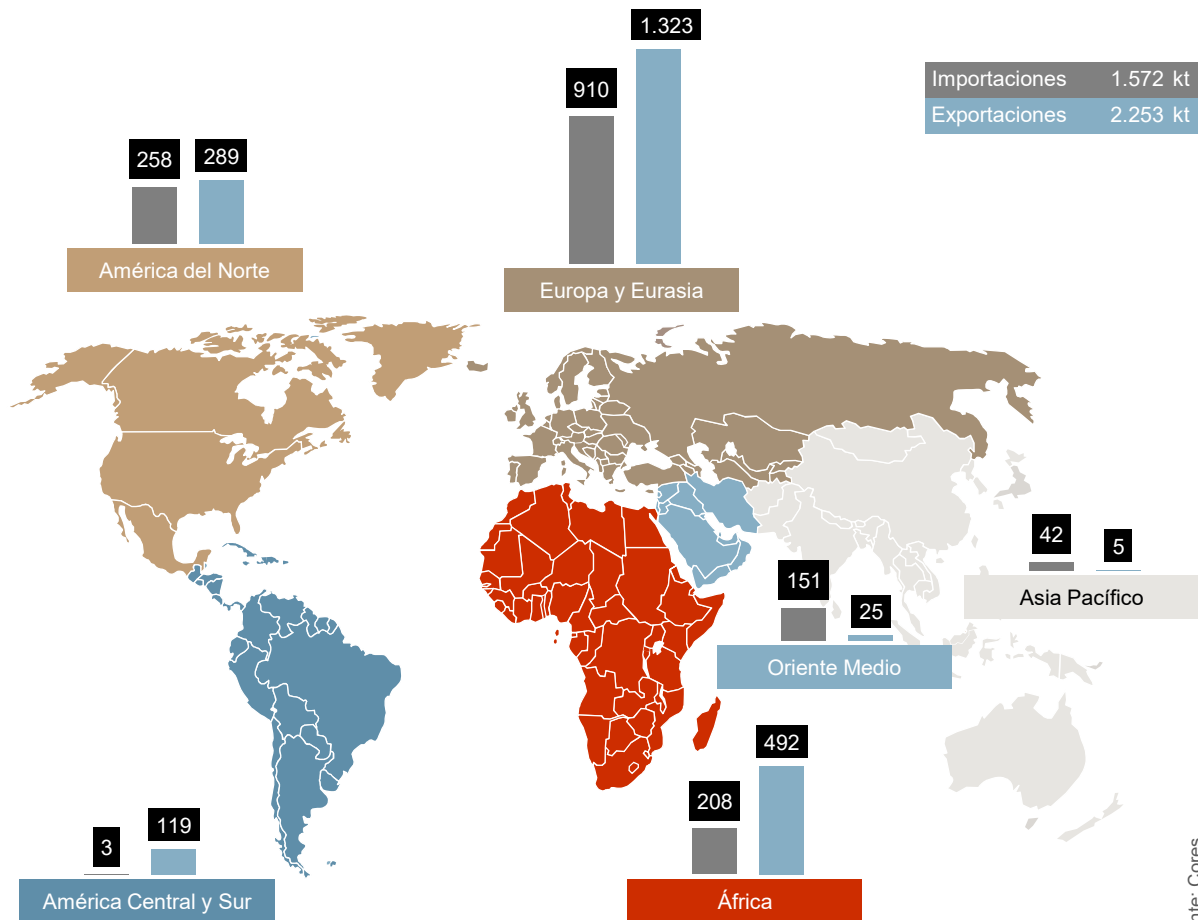 1.323
910
Importaciones 1.572 kt
Exportaciones 2.253 kt
258 289
América del Norte
Europa y Eurasia
42 5
Asia Pacífico
151 25
Oriente Medio
492
208
3 119
América Central y Sur
África
Cores